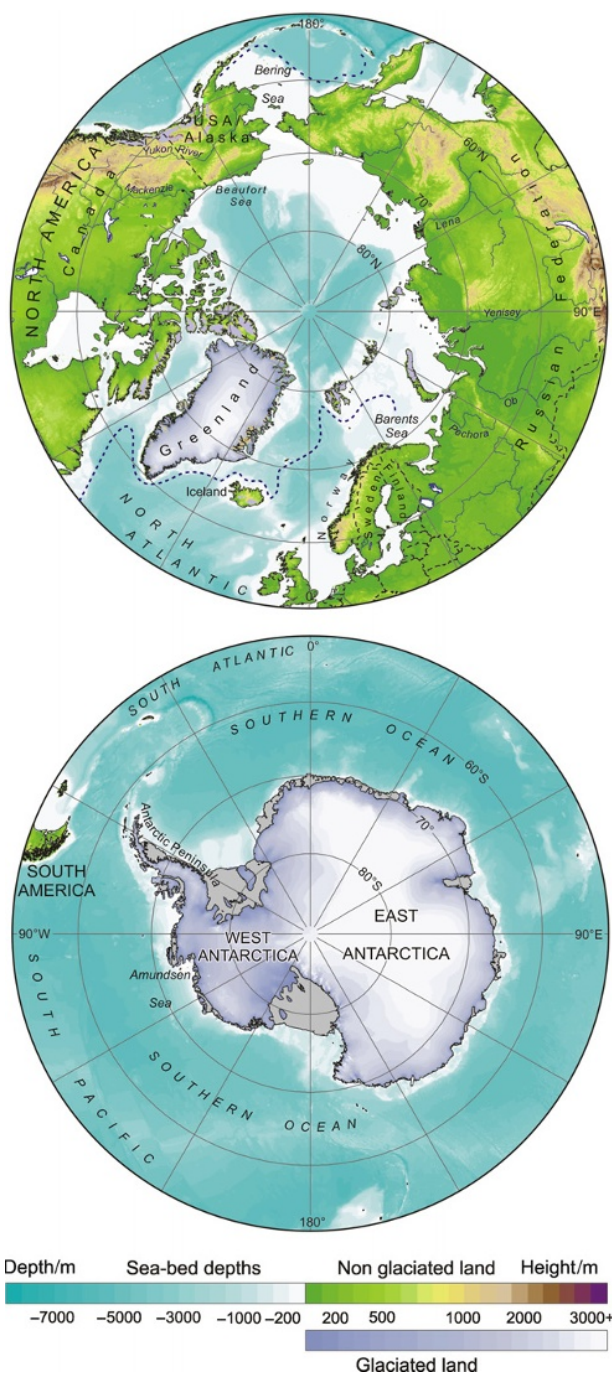 180°
Bering
Sea
USA/
Alaska
Yukon River
Mackenzie
NORTH AMERICA
Canada
Beaufort
Sea
60°N
70°
80°N
Lena
Russian Federation
Yenisey
90°E
Ob
Pechora
Barents
Sea
Greenland
Iceland
Norway
Sweden
Finland
NORTH
ATLANTIC
0°
SOUTH ATLANTIC
0°
SOUTHERN OCEAN
60°S
70°
80°S
Antarctic Peninsula
SOUTH
AMERICA
90°W
WEST
ANTARCTICA
EAST
ANTARCTICA
90°E
Amundsen
Sea
SOUTH PACIFIC
SOUTHERN OCEAN
180°
Depth/m Sea-bed depths Non glaciated land Height/m
–7000 –5000 –3000 –1000 –200 200 500 1000 2000 3000+
Glaciated land